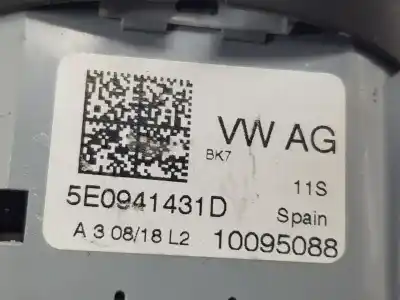 VW AG
BK7
11S
5E0941431D
Spain
A 3 08/18 L2
10095088